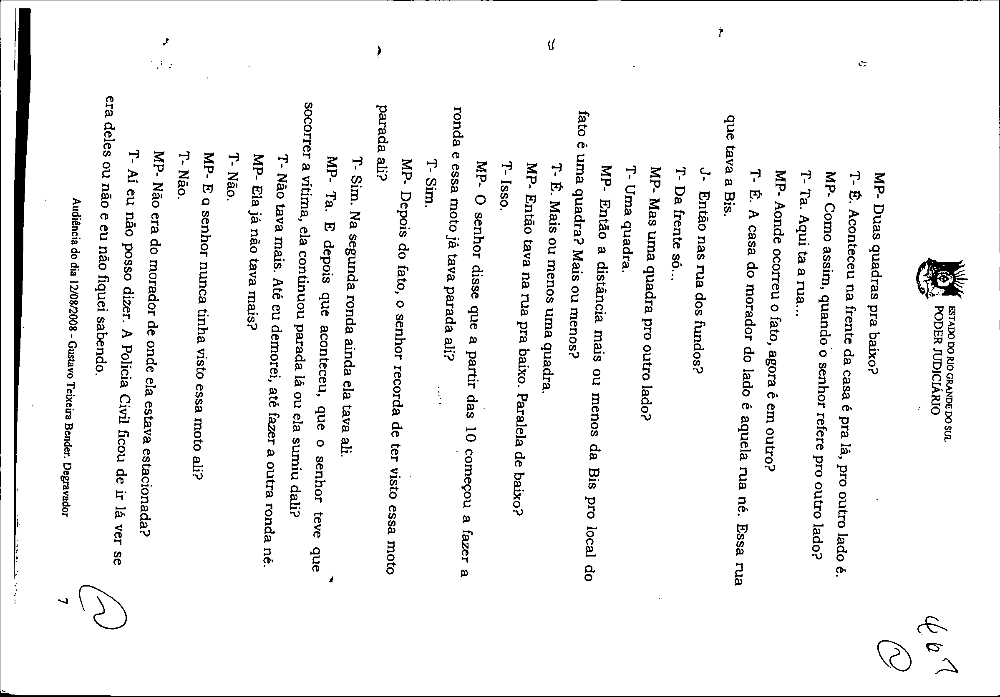 467
ESTADO DO RIO GRANDE DO SUL
PODER JUDICIÁRIO
MP- Duas quadras pra baixo?
T- É. Aconteceu na frente da casa é pra lá, pro outro lado é.
MP- Como assim, quando o senhor refere pro outro lado?
T- Ta. Aqui ta a rua...
MP- Aonde ocorreu o fato, agora é em outro?
T- É. A casa do morador do lado é aquela rua né. Essa rua
que tava a Bis.
J- Então nas rua dos fundos?
T- Da frente só...
MP- Mas uma quadra pro outro lado?
T- Uma quadra.
MP- Então a distância mais ou menos da Bis pro local do
fato é uma quadra? Mais ou menos?
T- É. Mais ou menos uma quadra.
MP- Então tava na rua pra baixo. Paralela de baixo?
T- Isso.
MP- O senhor disse que a partir das 10 começou a fazer a
ronda e essa moto já tava parada ali?
T- Sim.
MP- Depois do fato, o senhor recorda de ter visto essa moto
parada ali?
T- Sim. Na segunda ronda ainda ela tava ali.
MP- Ta. E depois que aconteceu, que o senhor teve que
socorrer a vítima, ela continuou parada lá ou ela sumiu dali?
T- Não tava mais. Até eu demorei, até fazer a outra ronda né.
MP- Ela já não tava mais?
T- Não.
MP- E o senhor nunca tinha visto essa moto ali?
T- Não.
MP- Não era do morador de onde ela estava estacionada?
T- Aí eu não posso dizer. A Polícia Civil ficou de ir lá ver se
era deles ou não e eu não fiquei sabendo.
Audiência do dia 12/08/2008 - Gustavo Teixeira Bender. Degravador
7